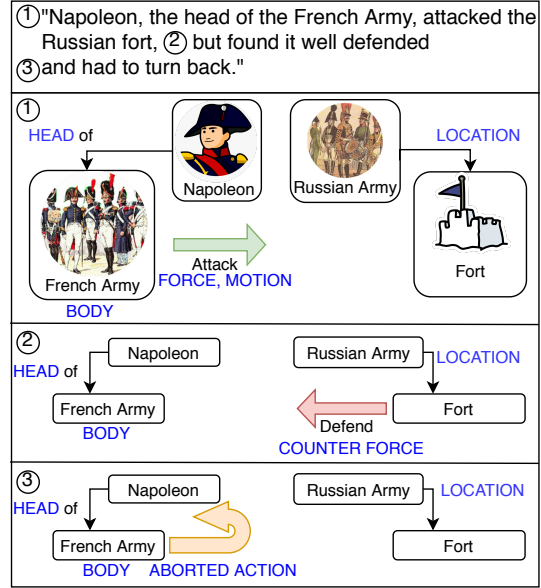 ① "Napoleon, the head of the French Army, attacked the
Russian fort, ② but found it well defended
③ and had to turn back."
①
HEAD of
LOCATION
Napoleon
Russian Army
French Army
Attack
Fort
FORCE, MOTION
BODY
②
Napoleon
Russian Army
LOCATION
HEAD of
French Army
Fort
BODY
Defend
COUNTER FORCE
③
Napoleon
Russian Army
LOCATION
HEAD of
French Army
Fort
BODY
ABORTED ACTION